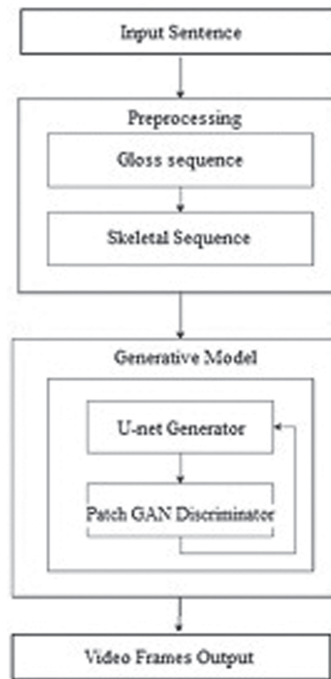 Input Sentence
Preprocessing
Gloss sequence
Skeletal Sequence
Generative Model
U-net Generator
Patch GAN Discriminator
Video Frames Output